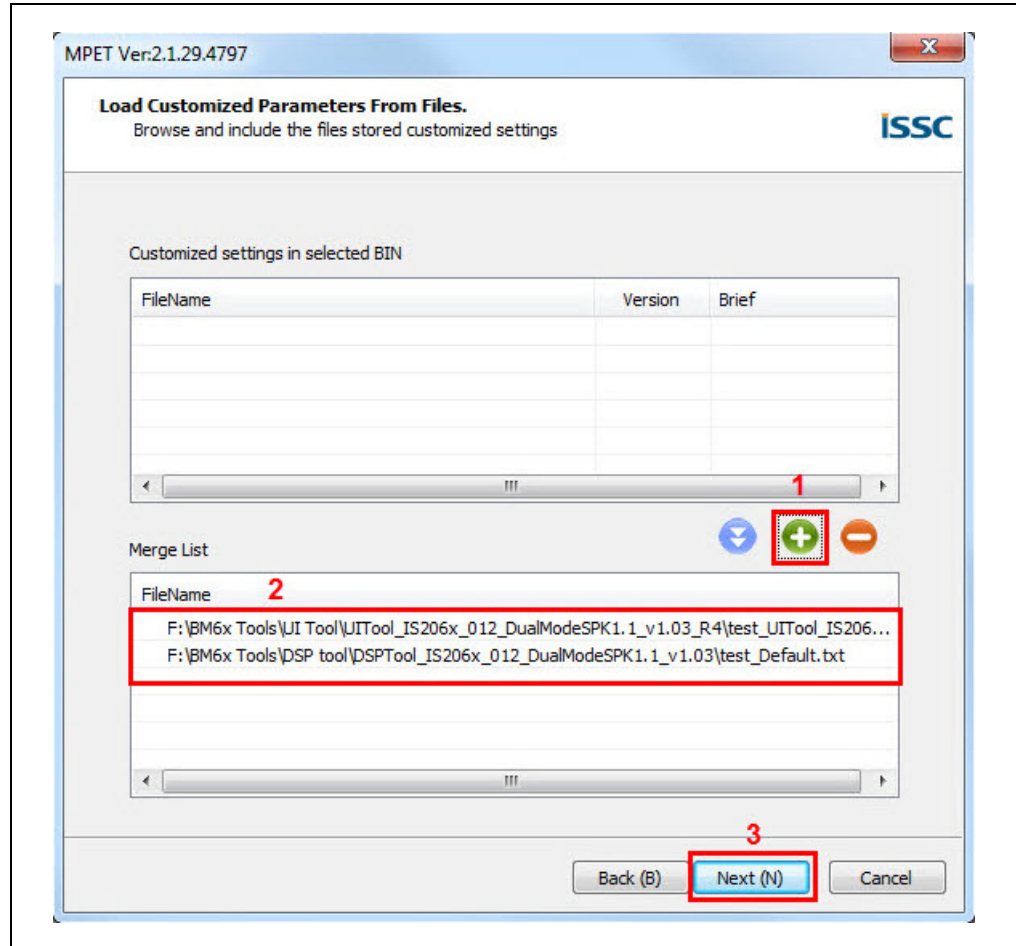 MPET Ver:2.1.29.4797
x
Load Customized Parameters From Files.
Browse and include the files stored customized settings
ISSC
Customized settings in selected BIN
FileName Version Brief
1
Merge List
FileName 2
F:\BM6x Tools\UI Tool\UITool_IS206x_012_DualModeSPK1.1_v1.03_R4\test_UITool_IS206...
F:\BM6x Tools\DSP tool\DSPTool_IS206x_012_DualModeSPK1.1_v1.03\test_Default.txt
3
Back (B) Next (N) Cancel